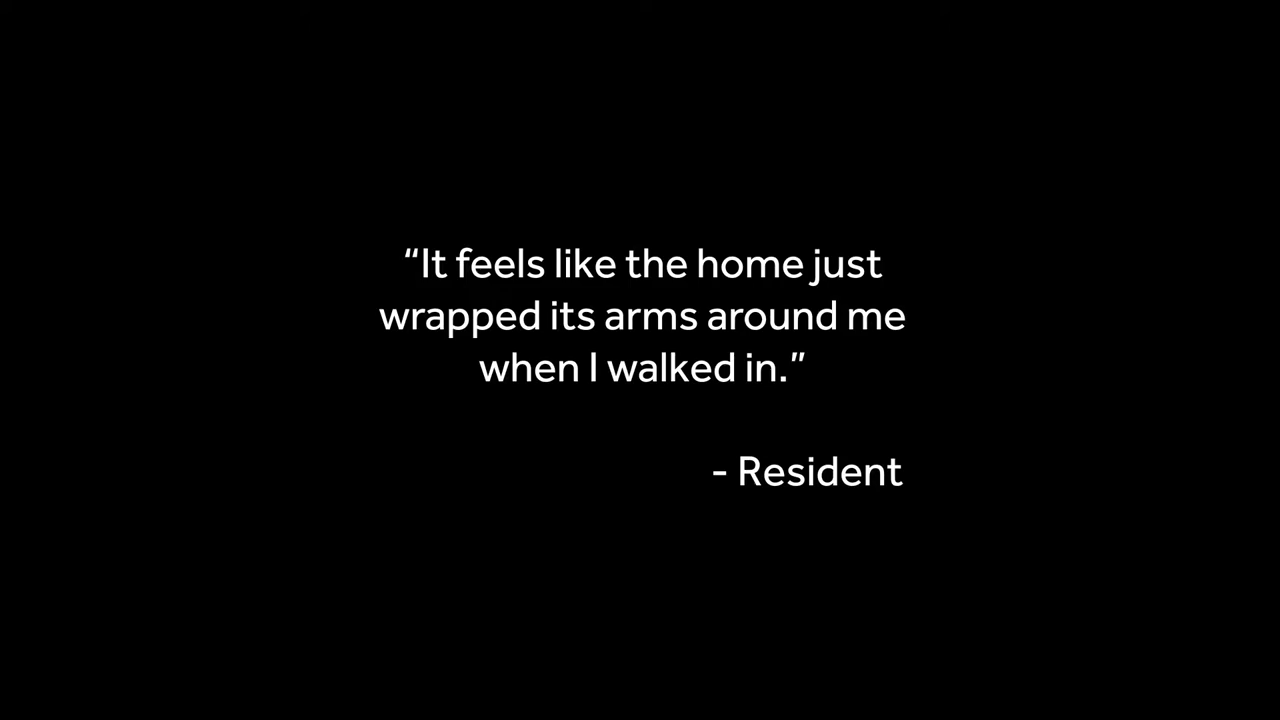 “It feels like the home just
wrapped its arms around me
when I walked in.”
- Resident